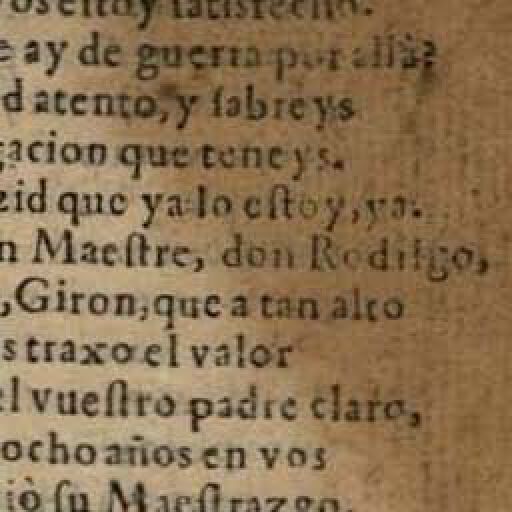 os estoy satisfecho.
e ay de guerra por allà?
d atento, y sabreys
gacion que teneys.
zid que ya lo estoy, ya.
n Maestre, don Rodrigo,
, Giron, que a tan alto
s traxo el valor
el vuestro padre claro,
ocho años en vos
iò su Maestrazgo,